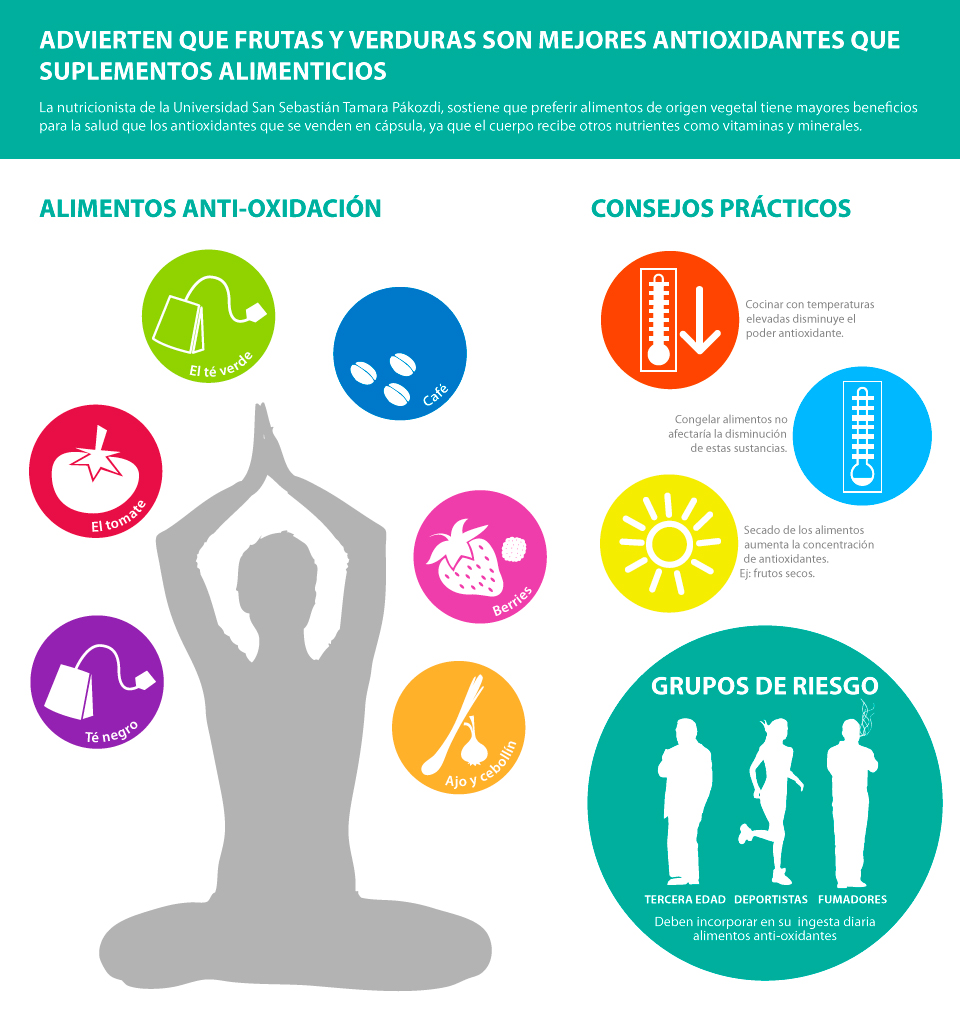 ADVIERTEN QUE FRUTAS Y VERDURAS SON MEJORES ANTIOXIDANTES QUE
SUPLEMENTOS ALIMENTICIOS
La nutricionista de la Universidad San Sebastián Tamara Pákozdi, sostiene que preferir alimentos de origen vegetal tiene mayores beneficios
para la salud que los antioxidantes que se venden en cápsula, ya que el cuerpo recibe otros nutrientes como vitaminas y minerales.
ALIMENTOS ANTI-OXIDACIÓN
El té verde
Café
El tomate
Berries
Té negro
Ajo y cebollín
CONSEJOS PRÁCTICOS
Cocinar con temperaturas
elevadas disminuye el
poder antioxidante.
Congelar alimentos no
afectaría la disminución
de estas sustancias.
Secado de los alimentos
aumenta la concentración
de antioxidantes.
Ej: frutos secos.
GRUPOS DE RIESGO
TERCERA EDAD DEPORTISTAS FUMADORES
Deben incorporar en su ingesta diaria
alimentos anti-oxidantes